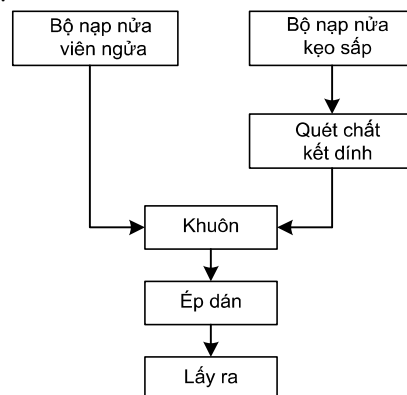 Bộ nạp nửa
viên ngửa
Bộ nạp nửa
kẹo sấp
Quét chất
kết dính
Khuôn
Ép dán
Lấy ra